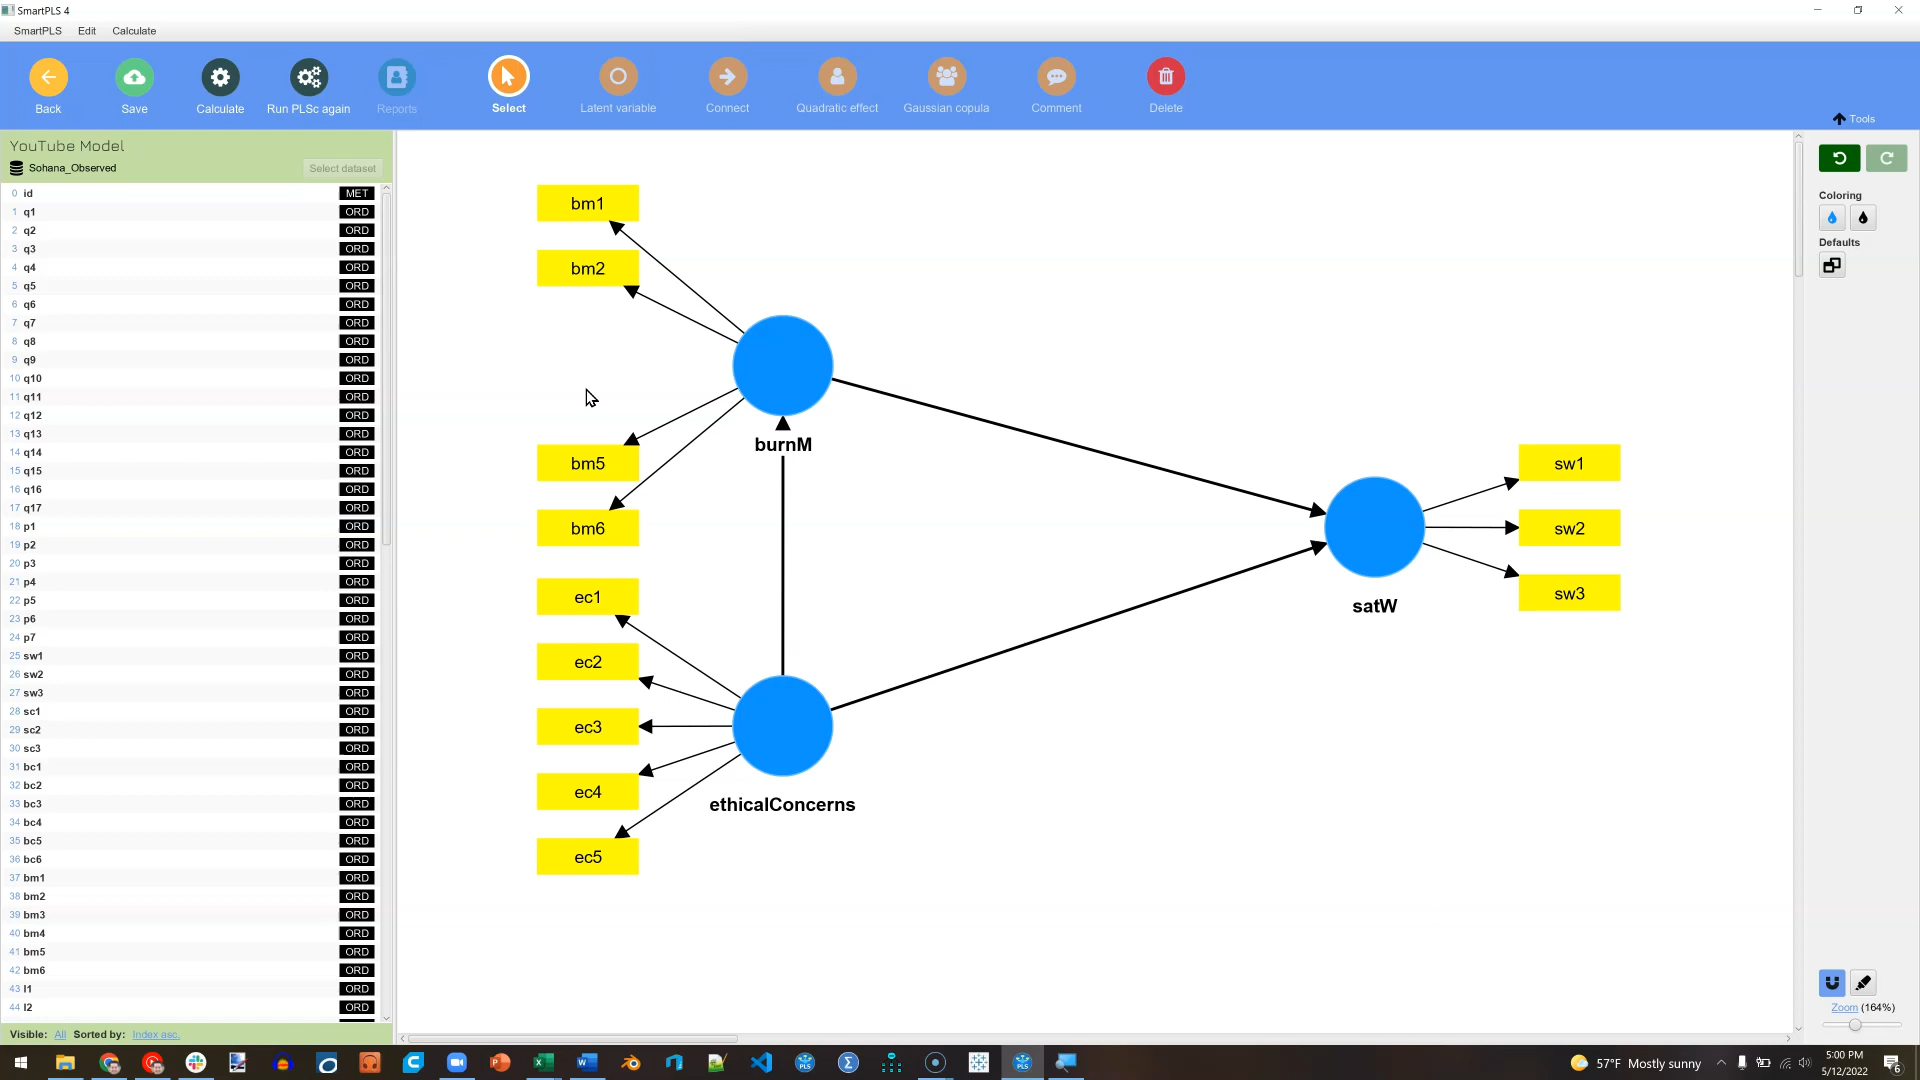 SmartPLS 4
SmartPLS Edit Calculate
Back Save Calculate Run PLSc again Reports Select Latent variable Connect Quadratic effect Gaussian copula Comment Delete
Tools
YouTube Model
Sohana_Observed Select dataset
0 id MET
1 q1 ORD
2 q2 ORD
3 q3 ORD
4 q4 ORD
5 q5 ORD
6 q6 ORD
7 q7 ORD
8 q8 ORD
9 q9 ORD
10 q10 ORD
11 q11 ORD
12 q12 ORD
13 q13 ORD
14 q14 ORD
15 q15 ORD
16 q16 ORD
17 q17 ORD
18 p1 ORD
19 p2 ORD
20 p3 ORD
21 p4 ORD
22 p5 ORD
23 p6 ORD
24 p7 ORD
25 sw1 ORD
26 sw2 ORD
27 sw3 ORD
28 sc1 ORD
29 sc2 ORD
30 sc3 ORD
31 bc1 ORD
32 bc2 ORD
33 bc3 ORD
34 bc4 ORD
35 bc5 ORD
36 bc6 ORD
37 bm1 ORD
38 bm2 ORD
39 bm3 ORD
40 bm4 ORD
41 bm5 ORD
42 bm6 ORD
43 l1 ORD
44 l2 ORD
Visible: All Sorted by: Index asc.
bm1
bm2
bm5
bm6
burnM
ec1
ec2
ec3
ec4
ec5
ethicalConcerns
sw1
sw2
sw3
satW
Coloring
Defaults
Zoom (164%)
PLS
PLS
57°F Mostly sunny
5:00 PM
5/12/2022
6